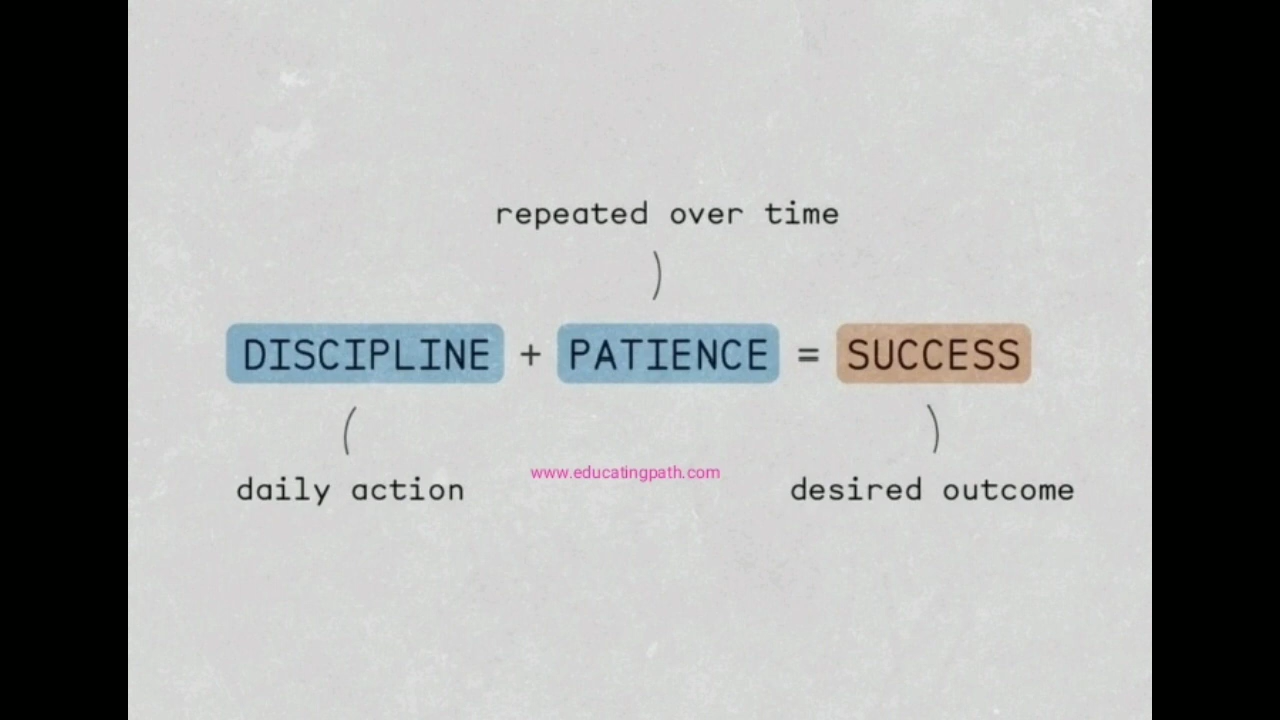 repeated over time
DISCIPLINE + PATIENCE = SUCCESS
www.educatingpath.com
daily action
desired outcome